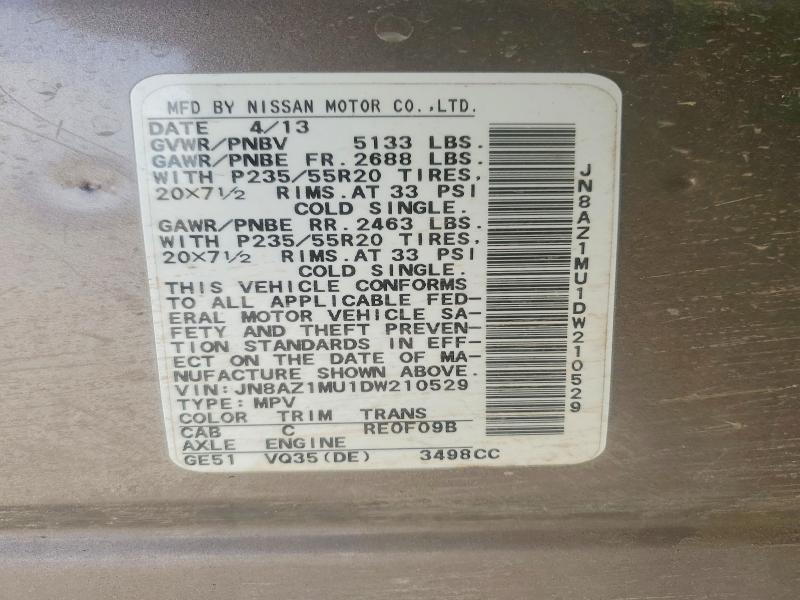 MFD BY NISSAN MOTOR CO.,LTD.
DATE 4/13
GVWR/PNBV 5133 LBS.
GAWR/PNBE FR. 2688 LBS.
WITH P235/55R20 TIRES,
20X7½ RIMS. AT 33 PSI
COLD SINGLE.
GAWR/PNBE RR. 2463 LBS.
WITH P235/55R20 TIRES,
20X7½ RIMS. AT 33 PSI
COLD SINGLE.
THIS VEHICLE CONFORMS
TO ALL APPLICABLE FED-
ERAL MOTOR VEHICLE SA-
FETY AND THEFT PREVEN-
TION STANDARDS IN EFF-
ECT ON THE DATE OF MA-
NUFACTURE SHOWN ABOVE.
VIN:JN8AZ1MU1DW210529
TYPE:MPV
COLOR TRIM TRANS
CAB C RE0F09B
AXLE ENGINE
GE51 VQ35(DE) 3498CC
JN8AZ1MU1DW210529